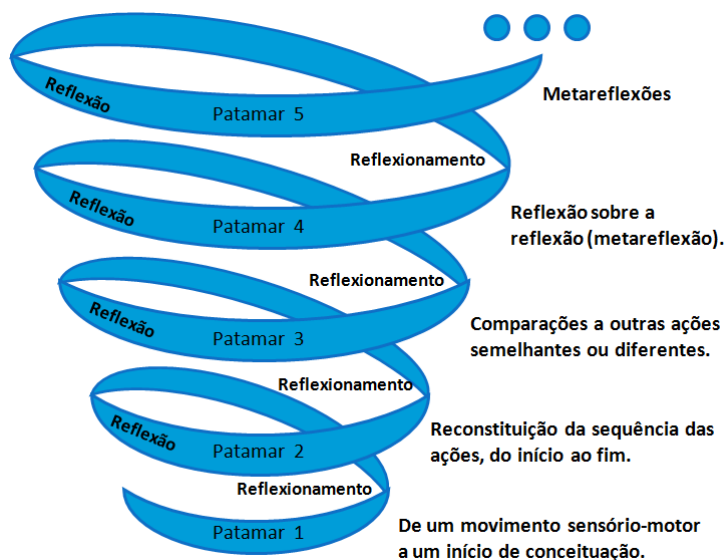 Reflexão
Patamar 5
Metareflexões
Reflexionamento
Reflexão
Patamar 4
Reflexão sobre a
reflexão (metareflexão).
Reflexionamento
Reflexão
Patamar 3
Comparações a outras ações
semelhantes ou diferentes.
Reflexionamento
Reflexão
Patamar 2
Reconstituição da sequência das
ações, do início ao fim.
Reflexionamento
Patamar 1
De um movimento sensório-motor
a um início de conceituação.